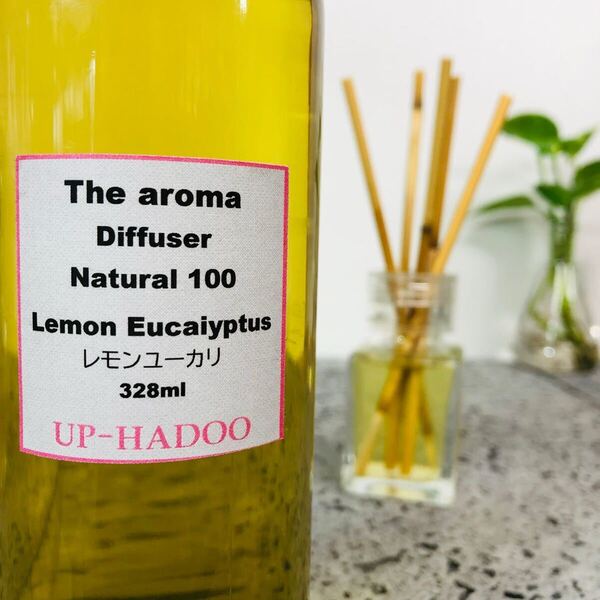 The aroma
Diffuser
Natural 100
Lemon Eucaiyptus
レモンユーカリ
328ml
UP-HADOO